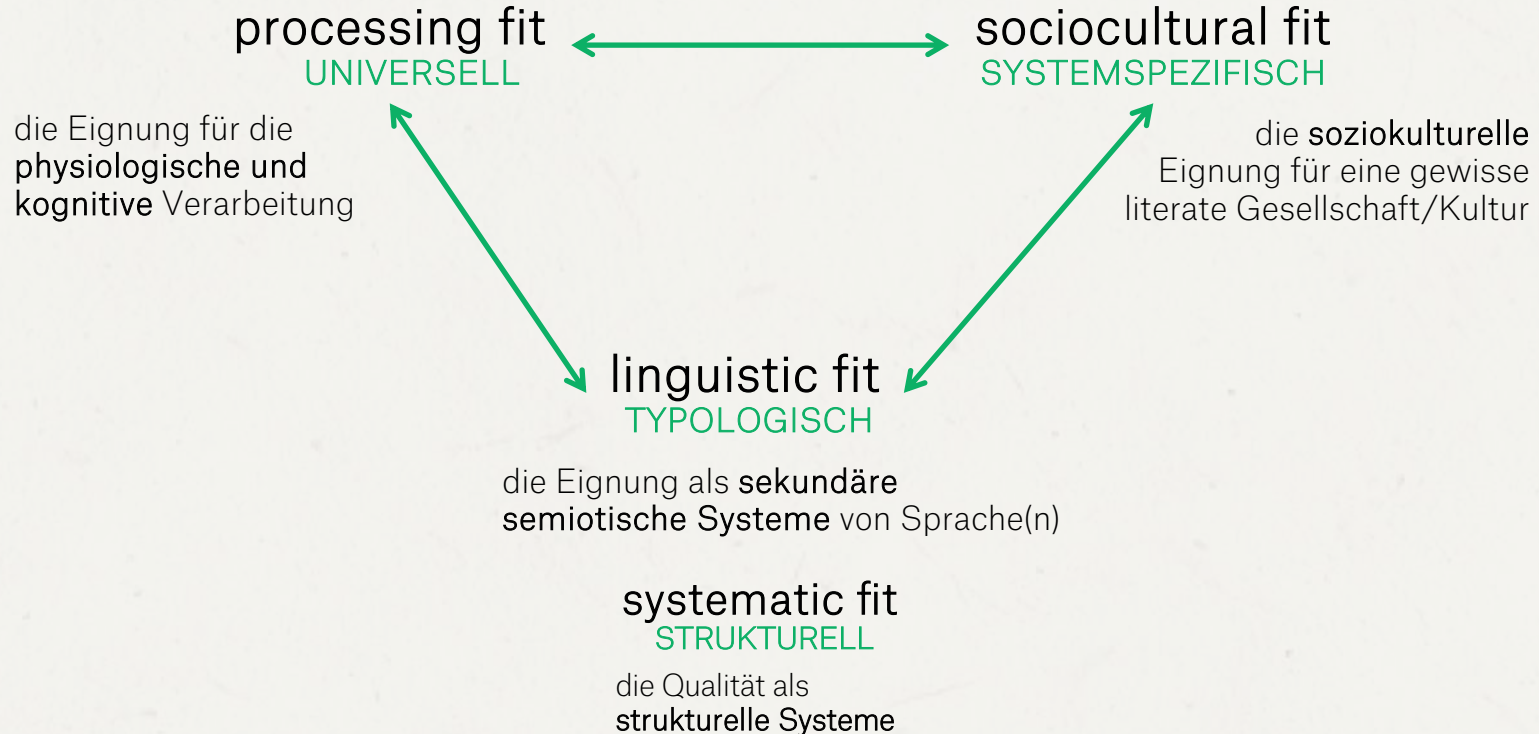 processing fit
UNIVERSELL
die Eignung für die
physiologische und
kognitive Verarbeitung
sociocultural fit
SYSTEMSPEZIFISCH
die soziokulturelle
Eignung für eine gewisse
literate Gesellschaft/Kultur
linguistic fit
TYPOLOGISCH
die Eignung als sekundäre
semiotische Systeme von Sprache(n)
systematic fit
STRUKTURELL
die Qualität als
strukturelle Systeme